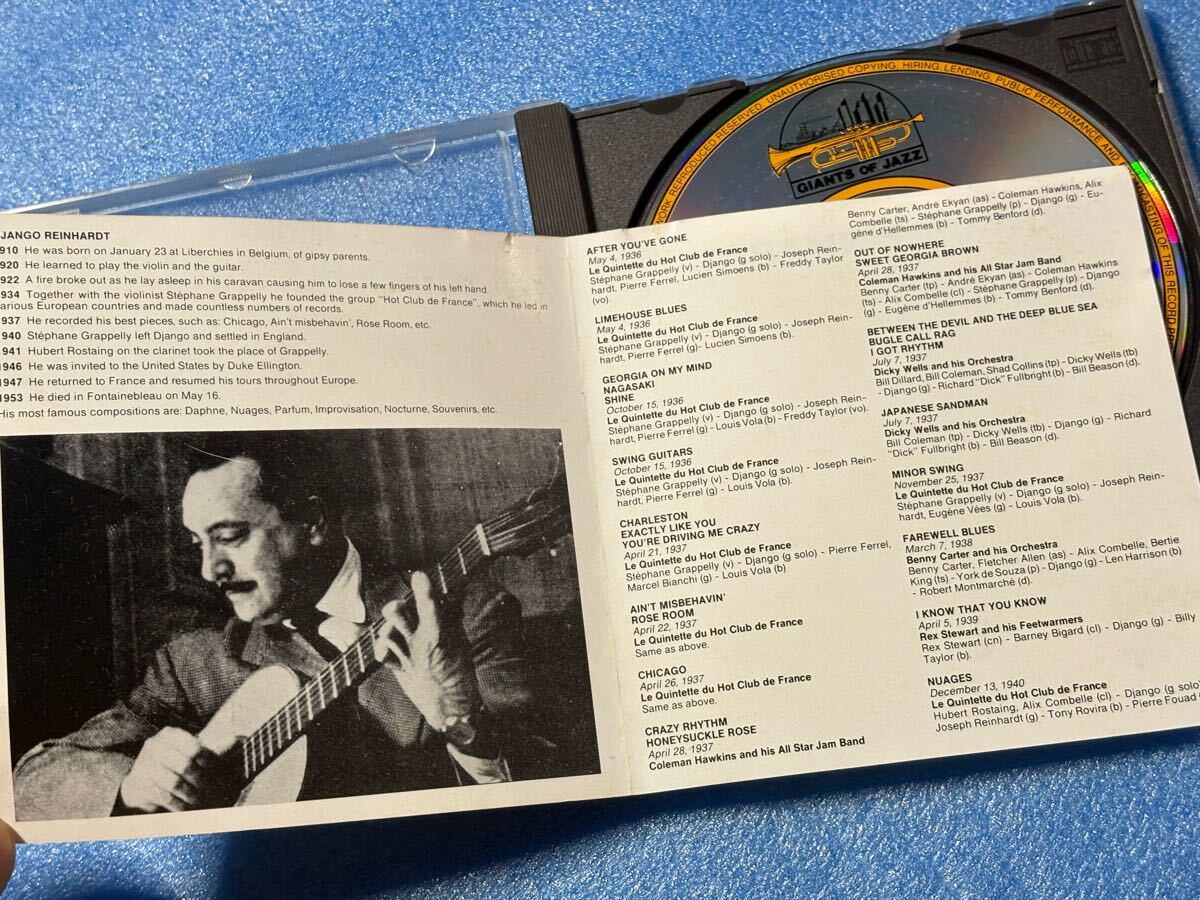 JANGO REINHARDT
910 He was born on January 23 at Liberchies in Belgium, of gipsy parents.
920 He learned to play the violin and the guitar.
922 A fire broke out as he lay asleep in his caravan causing him to lose a few fingers of his left hand.
934 Together with the violinist Stéphane Grappelly he founded the group "Hot Club de France", which he led in
arious European countries and made countless numbers of records.
937 He recorded his best pieces, such as: Chicago, Ain't misbehavin', Rose Room, etc.
940 Stéphane Grappelly left Django and settled in England.
941 Hubert Rostaing on the clarinet took the place of Grappelly.
946 He was invited to the United States by Duke Ellington.
1947 He returned to France and resumed his tours throughout Europe.
1953 He died in Fontainebleau on May 16.
His most famous compositions are: Daphne, Nuages, Parfum, Improvisation, Nocturne, Souvenirs, etc.
AFTER YOU'VE GONE
May 4, 1936
Le Quintette du Hot Club de France
Stéphane Grappelly (v) - Django (g solo) - Joseph Rein-
hardt, Pierre Ferrel, Lucien Simoens (b) - Freddy Taylor
(vo).
LIMEHOUSE BLUES
May 4, 1936
Le Quintette du Hot Club de France
Stéphane Grappelly (v) - Django (g solo) - Joseph Rein-
hardt, Pierre Ferrel (g)- Lucien Simoens (b).
GEORGIA ON MY MIND
NAGASAKI
SHINE
October 15, 1936
Le Quintette du Hot Club de France
Stéphane Grappelly (v) - Django (g solo) - Joseph Rein-
hardt, Pierre Ferrel (g) - Louis Vola (b) - Freddy Taylor (vo).
SWING GUITARS
October 15, 1936
Le Quintette du Hot Club de France
Stéphane Grappelly (v) - Django (g solo) - Joseph Rein-
hardt, Pierre Ferrel (g) - Louis Vola (b).
CHARLESTON
EXACTLY LIKE YOU
YOU'RE DRIVING ME CRAZY
April 21, 1937
Le Quintette du Hot Club de France
Stéphane Grappelly (v) - Django (g solo) - Pierre Ferrel,
Marcel Bianchi (g) - Louis Vola (b)
AIN'T MISBEHAVIN'
ROSE ROOM
April 22, 1937
Le Quintette du Hot Club de France
Same as above.
CHICAGO
April 26, 1937
Le Quintette du Hot Club de France
Same as above.
CRAZY RHYTHM
HONEYSUCKLE ROSE
April 28, 1937
Coleman Hawkins and his All Star Jam Band
Benny Carter, André Ekyan (as) - Coleman Hawkins, Alix
Combelle (ts) - Stéphane Grappelly (p) - Django (g) - Eu-
gène d'Hellemmes (b) - Tommy Benford (d).
OUT OF NOWHERE
SWEET GEORGIA BROWN
April 28, 1937
Coleman Hawkins and his All Star Jam Band
Benny Carter (tp) - André Ekyan (as) - Coleman Hawkins
(ts) - Alix Combelle (cl) - Stéphane Grappelly (p) - Django
(g) - Eugène d'Hellemmes (b) - Tommy Benford (d).
BETWEEN THE DEVIL AND THE DEEP BLUE SEA
BUGLE CALL RAG
I GOT RHYTHM
July 7, 1937
Dicky Wells and his Orchestra
Bill Dillard, Bill Coleman, Shad Collins (tp) - Dicky Wells (tb)
- Django (g) - Richard "Dick" Fullbright (b) - Bill Beason (d).
JAPANESE SANDMAN
July 7, 1937
Dicky Wells and his Orchestra
Bill Coleman (tp) - Dicky Wells (tb) - Django (g) - Richard
"Dick" Fullbright (b) - Bill Beason (d).
MINOR SWING
November 25, 1937
Le Quintette du Hot Club de France
Stéphane Grappelly (v) - Django (g solo) - Joseph Rein-
hardt, Eugène Vées (g) - Louis Vola (b).
FAREWELL BLUES
March 7, 1938
Benny Carter and his Orchestra
Benny Carter, Fletcher Allen (as) - Alix Combelle, Bertie
King (ts) - York de Souza (p) - Django (g) - Len Harrison (b)
- Robert Montmarché (d).
I KNOW THAT YOU KNOW
April 5, 1939
Rex Stewart and his Feetwarmers
Rex Stewart (cn) - Barney Bigard (cl) - Django (g) - Billy
Taylor (b).
NUAGES
December 13, 1940
Le Quintette du Hot Club de France
Hubert Rostaing, Alix Combelle (cl) - Django (g solo)
Joseph Reinhardt (g) - Tony Rovira (b) - Pierre Fouad
GIANTS OF JAZZ
WORK REPRODUCED RESERVED. UNAUTHORISED COPYING, HIRING, LENDING, PUBLIC PERFORMANCE AND
CASTING OF THIS RECORD